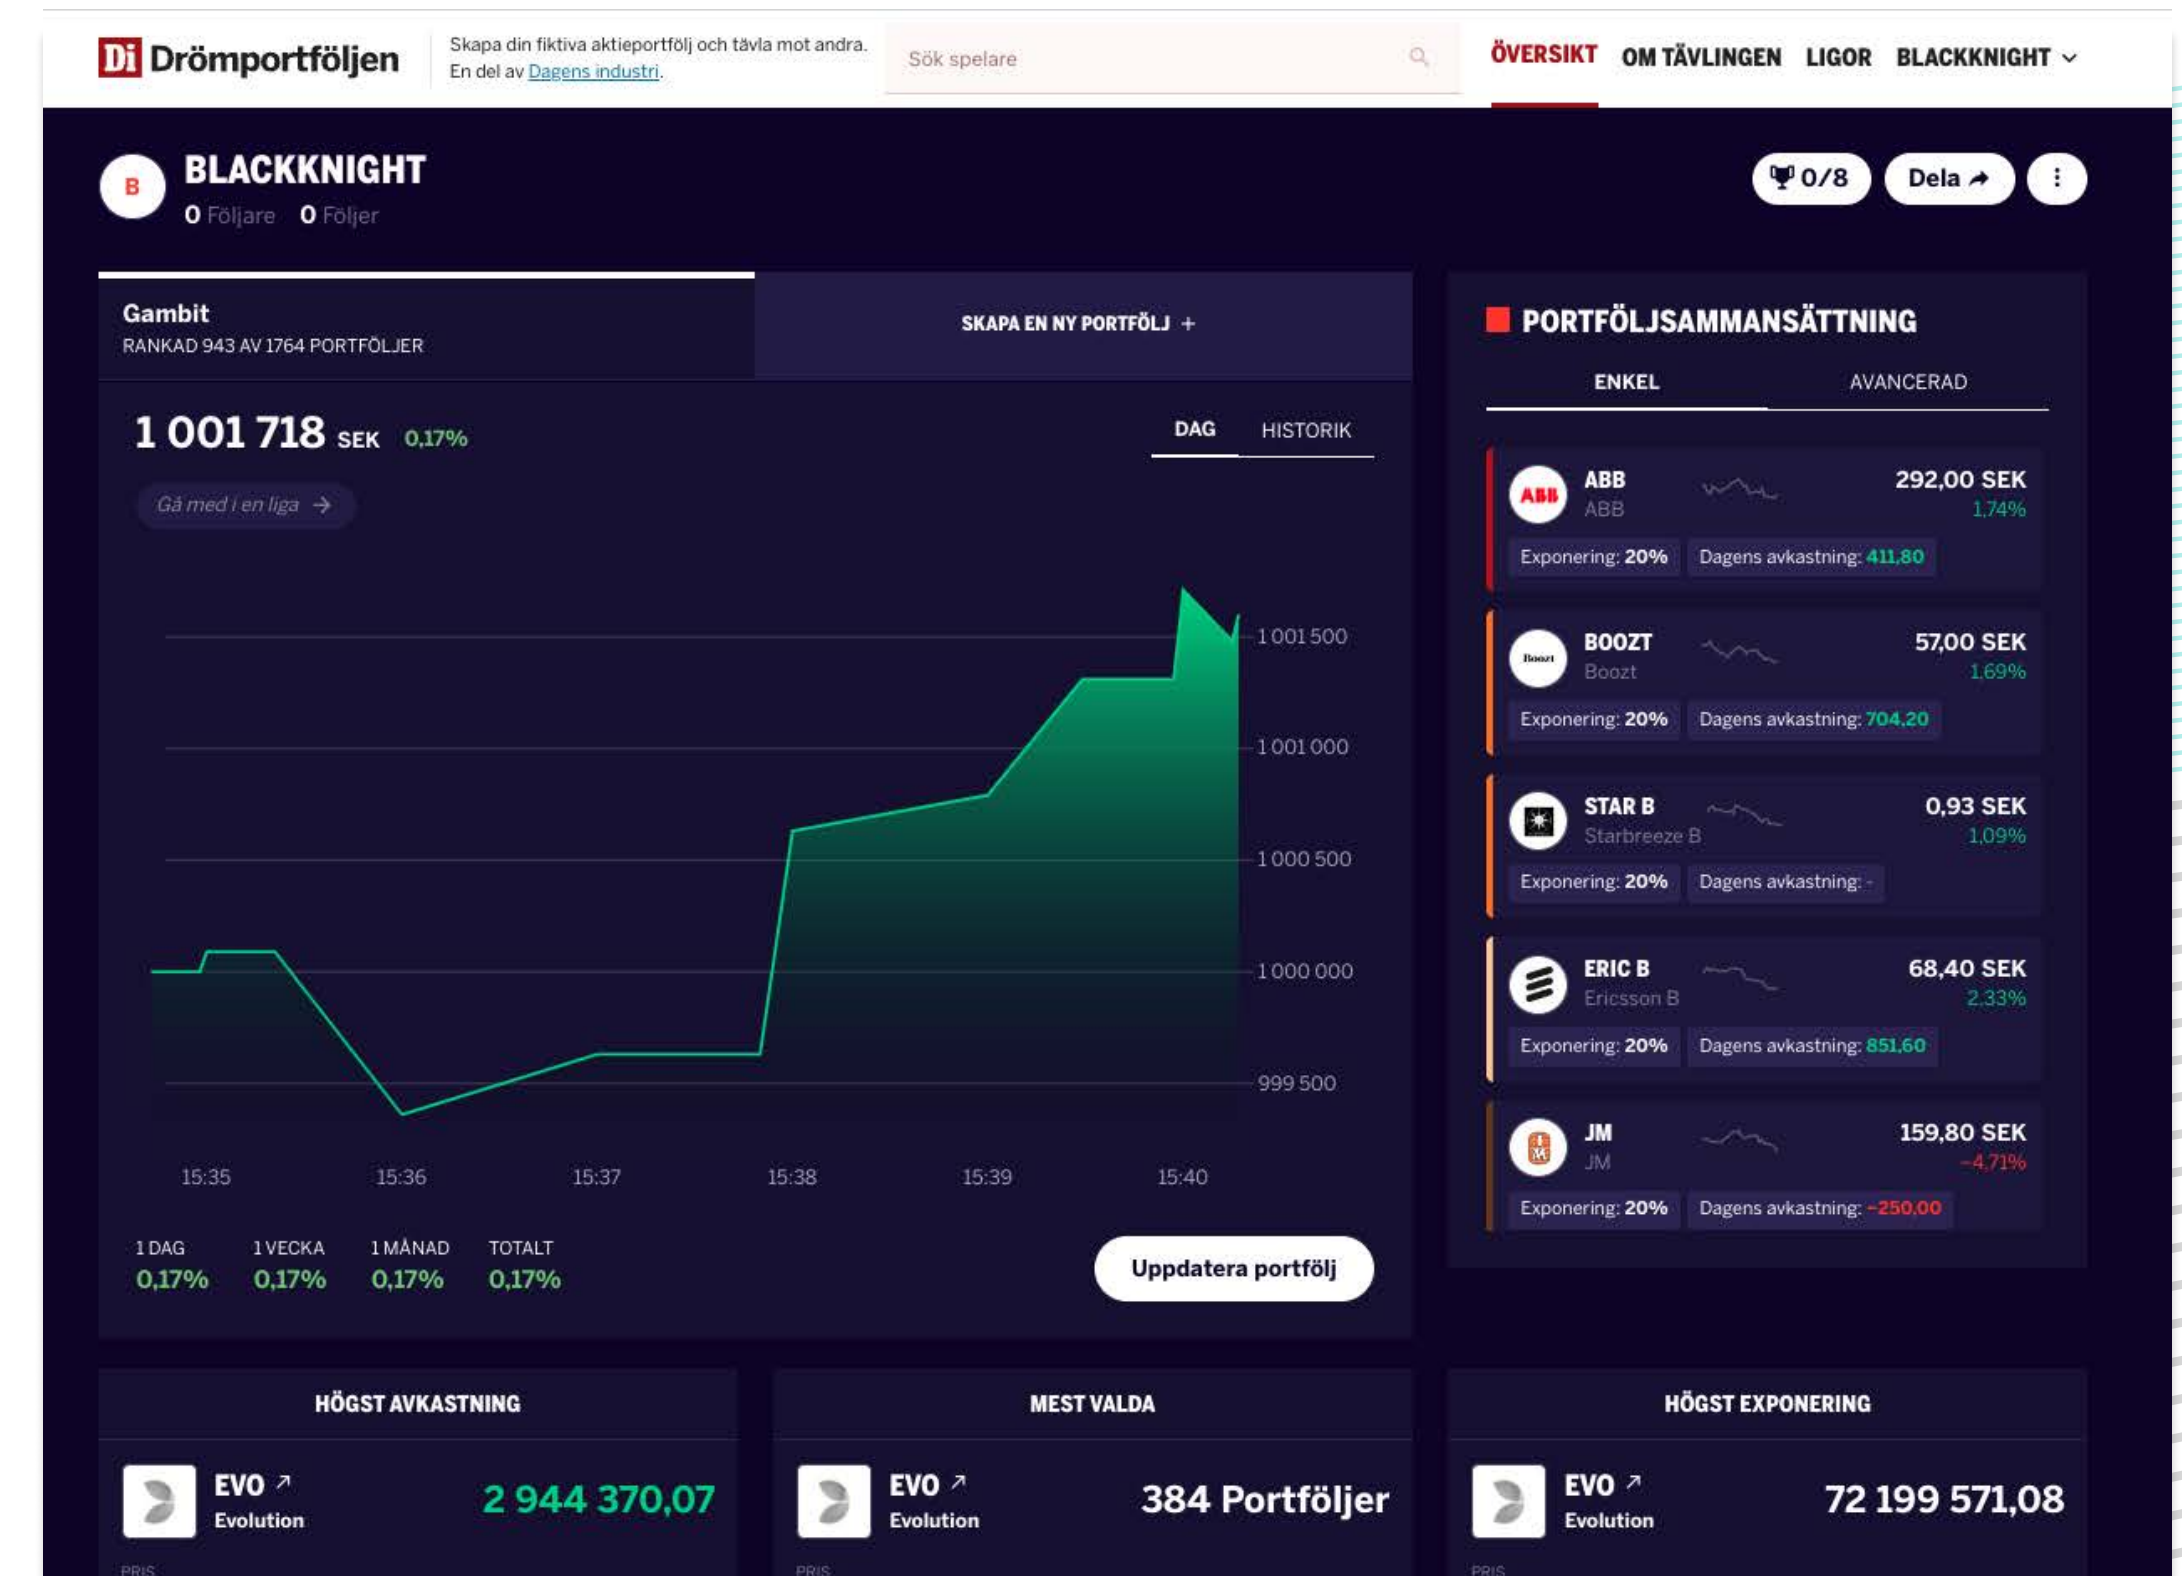 Di Drömportföljen
Skapa din fiktiva aktieportfölj och tävla mot andra.
En del av Dagens industri.
Sök spelare
ÖVERSIKT
OM TÄVLINGEN
LIGOR
BLACKKNIGHT
B
BLACKKNIGHT
0 Följare 0 Följer
0/8
Dela
Gambit
RANKAD 943 AV 1764 PORTFÖLJER
SKAPA EN NY PORTFÖLJ +
1 001 718 SEK 0,17%
DAG
HISTORIK
Gå med i en liga →
1 001 500
1 001 000
1 000 500
1 000 000
999 500
15:35
15:36
15:37
15:38
15:39
15:40
1 DAG
1 VECKA
1 MÅNAD
TOTALT
0,17%
0,17%
0,17%
0,17%
Uppdatera portfölj
PORTFÖLJSAMMANSÄTTNING
ENKEL
AVANCERAD
ABB
ABB
292,00 SEK
ABB
1,74%
Exponering: 20%
Dagens avkastning: 411,80
Boozt
BOOZT
57,00 SEK
Boozt
1,69%
Exponering: 20%
Dagens avkastning: 704,20
STAR B
0,93 SEK
Starbreeze B
1,09%
Exponering: 20%
Dagens avkastning: -
ERIC B
68,40 SEK
Ericsson B
2,33%
Exponering: 20%
Dagens avkastning: 851,60
JM
159,80 SEK
JM
-4,71%
Exponering: 20%
Dagens avkastning: -250,00
HÖGST AVKASTNING
EVO ↗
Evolution
2 944 370,07
PRIS
MEST VALDA
EVO ↗
Evolution
384 Portföljer
PRIS
HÖGST EXPONERING
EVO ↗
Evolution
72 199 571,08
PRIS